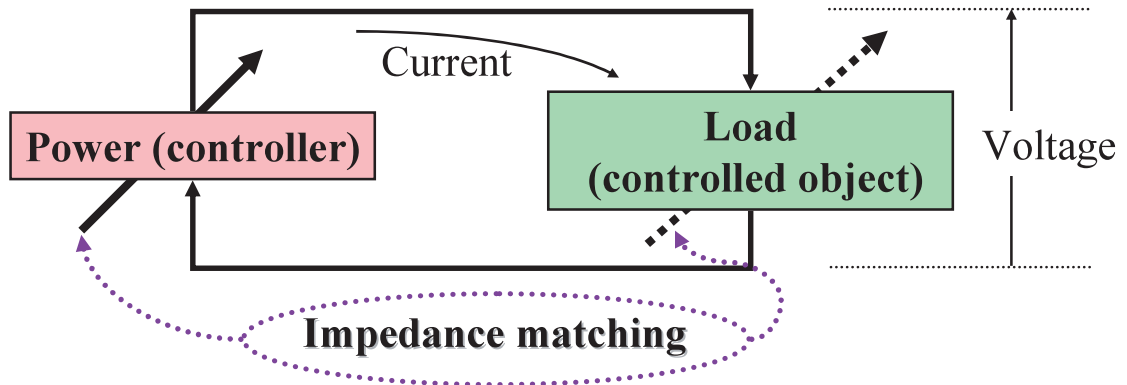 Current
Power (controller)
Load
(controlled object)
Voltage
Impedance matching